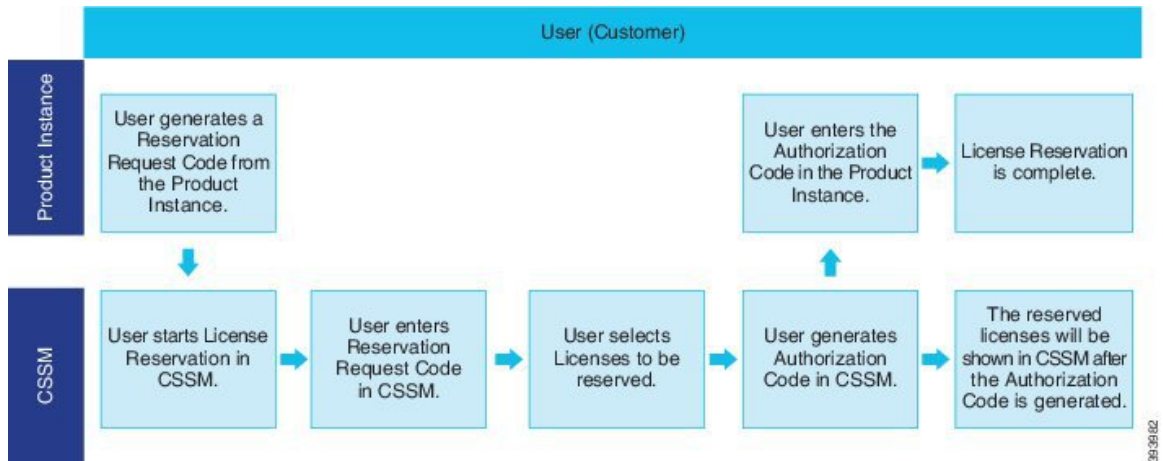 User (Customer)
Product Instance
User generates a
Reservation
Request Code from
the Product
Instance.
User enters the
Authorization
Code in the Product
Instance.
License Reservation
is complete.
CSSM
User starts License
Reservation in
CSSM.
User enters
Reservation
Request Code
in CSSM.
User selects
Licenses to be
reserved.
User generates
Authorization
Code in CSSM.
The reserved
licenses will be
shown in CSSM after
the Authorization
Code is generated.
393982